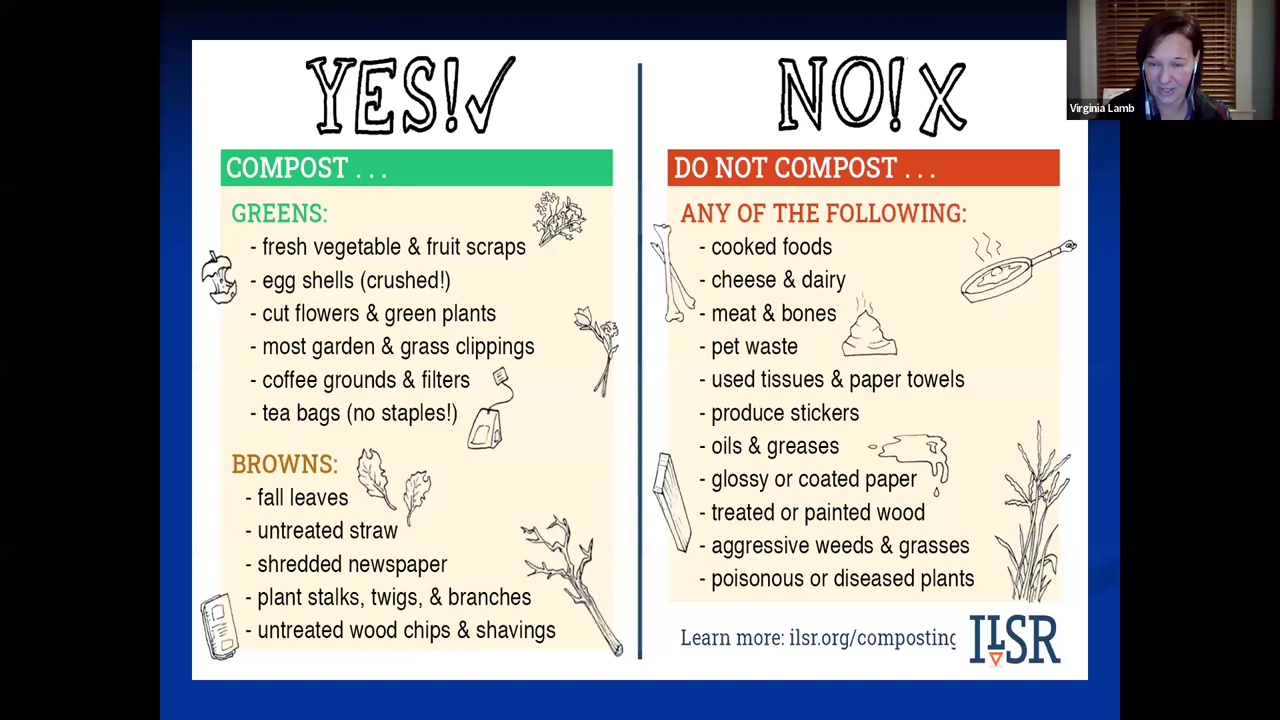 YES!✓
COMPOST . . .
GREENS:
- fresh vegetable & fruit scraps
- egg shells (crushed!)
- cut flowers & green plants
- most garden & grass clippings
- coffee grounds & filters
- tea bags (no staples!)
BROWNS:
- fall leaves
- untreated straw
- shredded newspaper
- plant stalks, twigs, & branches
- untreated wood chips & shavings
NO! X
DO NOT COMPOST . . .
ANY OF THE FOLLOWING:
- cooked foods
- cheese & dairy
- meat & bones
- pet waste
- used tissues & paper towels
- produce stickers
- oils & greases
- glossy or coated paper
- treated or painted wood
- aggressive weeds & grasses
- poisonous or diseased plants
Learn more: ilsr.org/composting
ILSR
Virginia Lamb